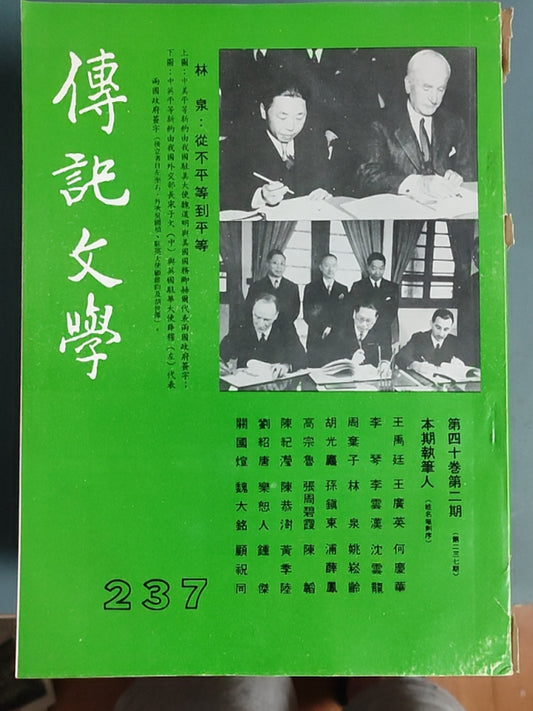 傳記文學
林　泉：從不平等到平等
上圖：中美平等新約由我國駐美大使魏道明與美國國務卿赫爾代表兩國政府簽字；
下圖：中英平等新約由我國外交部長宋子文（中）與英國駐華大使薛穆（左）代表
兩國政府簽字
第四十卷第二期（第二三七期）
本期執筆人
王禹廷　王廣英　何慶華
李　琴　李雲漢　沈雲龍
周棄子　林　泉　姚崧齡
胡光麃　孫鎮東　浦薛鳳
高宗魯　張周碧霞　陳　韜
陳紀瀅　陳恭澍　黃季陸
劉紹唐　樂恕人　鍾　傑
關國煊　魏大銘　顧祝同
237